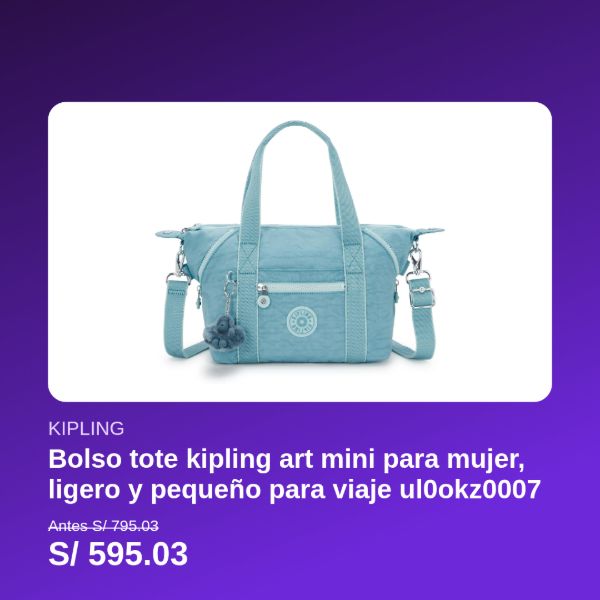 KIPLING
Bolso tote kipling art mini para mujer,
ligero y pequeño para viaje ul0okz0007
Antes S/ 795.03
S/ 595.03